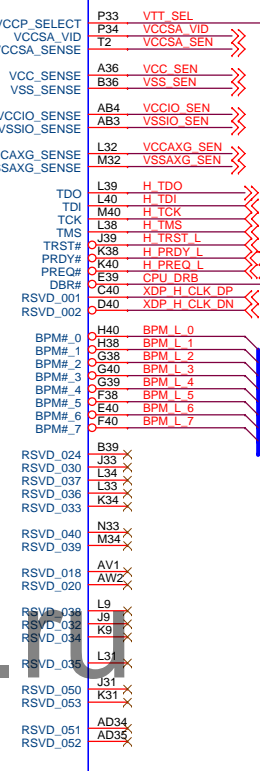 VCCP_SELECT P33 VTT_SEL
VCCSA_VID P34 VCCSA_VID
VCCSA_SENSE T2 VCCSA_SEN
VCC_SENSE A36 VCC_SEN
VSS_SENSE B36 VSS_SEN
VCCIO_SENSE AB4 VCCIO_SEN
VSSIO_SENSE AB3 VSSIO_SEN
CAXG_SENSE L32 VCCAXG_SEN
SAXG_SENSE M32 VSSAXG_SEN
TDO L39 H_TDO
TDI L40 H_TDI
TCK M40 H_TCK
TMS L38 H_TMS
TRST# J39 H_TRST_L
PRDY# K38 H_PRDY_L
PREQ# K40 H_PREQ_L
DBR# E39 CPU_DRB
RSVD_001 C40 XDP_H_CLK_DP
RSVD_002 D40 XDP_H_CLK_DN
BPM#_0 H40 BPM_L_0
BPM#_1 H38 BPM_L_1
BPM#_2 G38 BPM_L_2
BPM#_3 G40 BPM_L_3
BPM#_4 G39 BPM_L_4
BPM#_5 F38 BPM_L_5
BPM#_6 E40 BPM_L_6
BPM#_7 F40 BPM_L_7
RSVD_024 B39
RSVD_030 J33
RSVD_037 L34
RSVD_036 L33
RSVD_033 K34
RSVD_040 N33
RSVD_039 M34
RSVD_018 AV1
RSVD_020 AW2
RSVD_038 L9
RSVD_032 J9
RSVD_034 K9
RSVD_035 L31
.ru
RSVD_050 J31
RSVD_053 K31
RSVD_051 AD34
RSVD_052 AD35